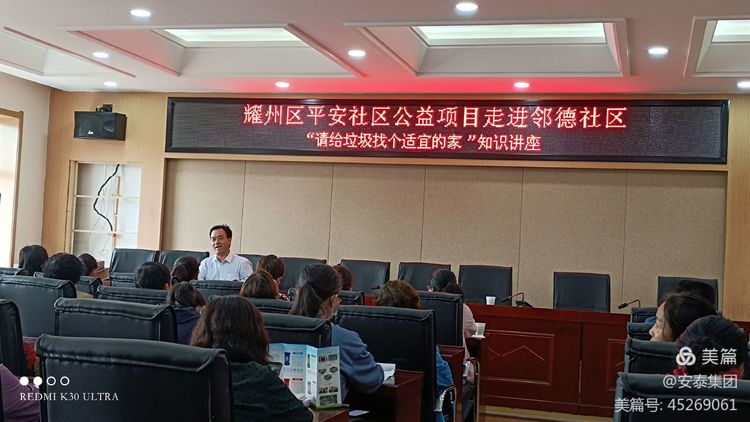 耀州区平安社区公益项目走进邻德社区
“请给垃圾找个适宜的家 ”知识讲座
REDMI K30 ULTRA
美篇
@安泰集团
美篇号: 45269061